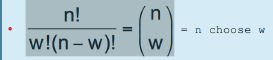 • n! / w!(n – w)! = (n w) = n choose w